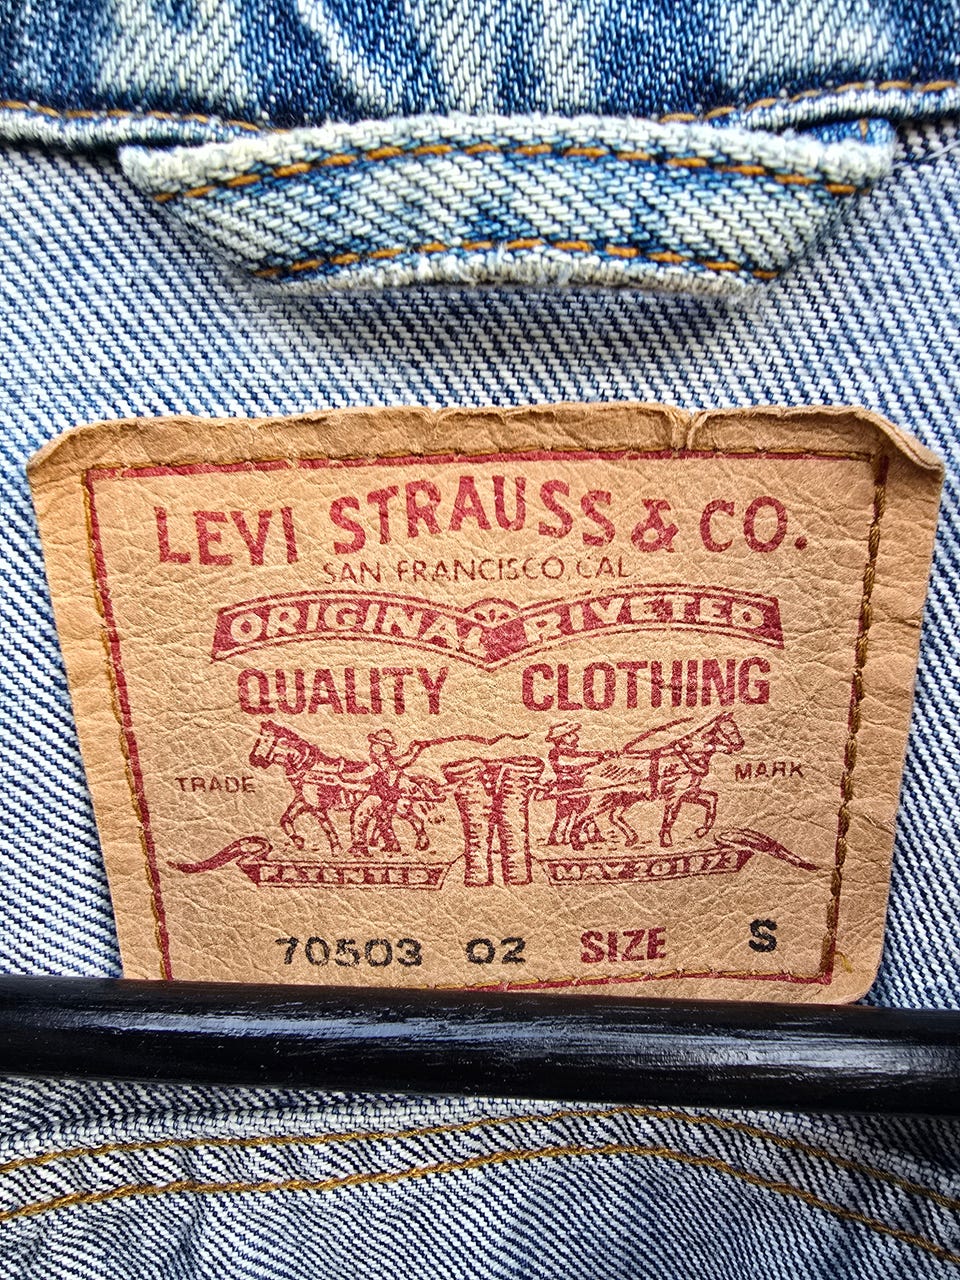 LEVI STRAUSS & CO.
SAN FRANCISCO, CAL.
ORIGINAL RIVETED
QUALITY CLOTHING
TRADE MARK
PATENTED MAY 20 1873
70503 02 SIZE S